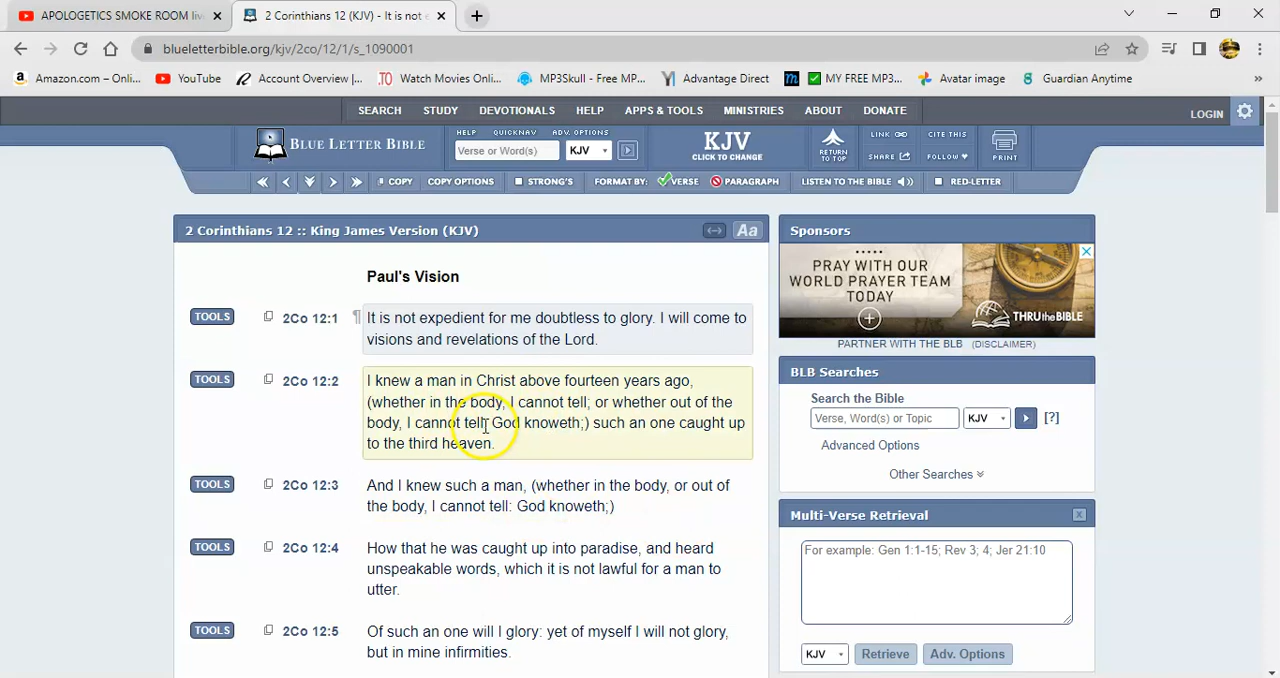 APOLOGETICS SMOKE ROOM liv
2 Corinthians 12 (KJV) - It is not e
blueletterbible.org/kjv/2co/12/1/s_1090001
Amazon.com – Onli...
YouTube
Account Overview |...
Watch Movies Onl...
MP3Skull - Free MP...
Advantage Direct
MY FREE MP3...
Avatar image
Guardian Anytime
SEARCH STUDY DEVOTIONALS HELP APPS & TOOLS MINISTRIES ABOUT DONATE
LOGIN
BLUE LETTER BIBLE
HELP QUICKNAV ADV. OPTIONS
Verse or Word(s)
KJV
KJV
CLICK TO CHANGE
RETURN
TO TOP
LINK
CITE THIS
SHARE
FOLLOW
PRINT
COPY COPY OPTIONS STRONG'S FORMAT BY: VERSE PARAGRAPH LISTEN TO THE BIBLE RED-LETTER
2 Corinthians 12 :: King James Version (KJV)
Aa
Paul's Vision
TOOLS 2Co 12:1 ¶ It is not expedient for me doubtless to glory. I will come to
visions and revelations of the Lord.
TOOLS 2Co 12:2 I knew a man in Christ above fourteen years ago,
(whether in the body, I cannot tell; or whether out of the
body, I cannot tell: God knoweth;) such an one caught up
to the third heaven.
TOOLS 2Co 12:3 And I knew such a man, (whether in the body, or out of
the body, I cannot tell: God knoweth;)
TOOLS 2Co 12:4 How that he was caught up into paradise, and heard
unspeakable words, which it is not lawful for a man to
utter.
TOOLS 2Co 12:5 Of such an one will I glory: yet of myself I will not glory,
but in mine infirmities.
Sponsors
PRAY WITH OUR
WORLD PRAYER TEAM
TODAY
THRU THE BIBLE
PARTNER WITH THE BLB (DISCLAIMER)
BLB Searches
Search the Bible
Verse, Word(s) or Topic
KJV
[?]
Advanced Options
Other Searches
Multi-Verse Retrieval
X
For example: Gen 1:1-15; Rev 3; 4; Jer 21:10
KJV
Retrieve
Adv. Options